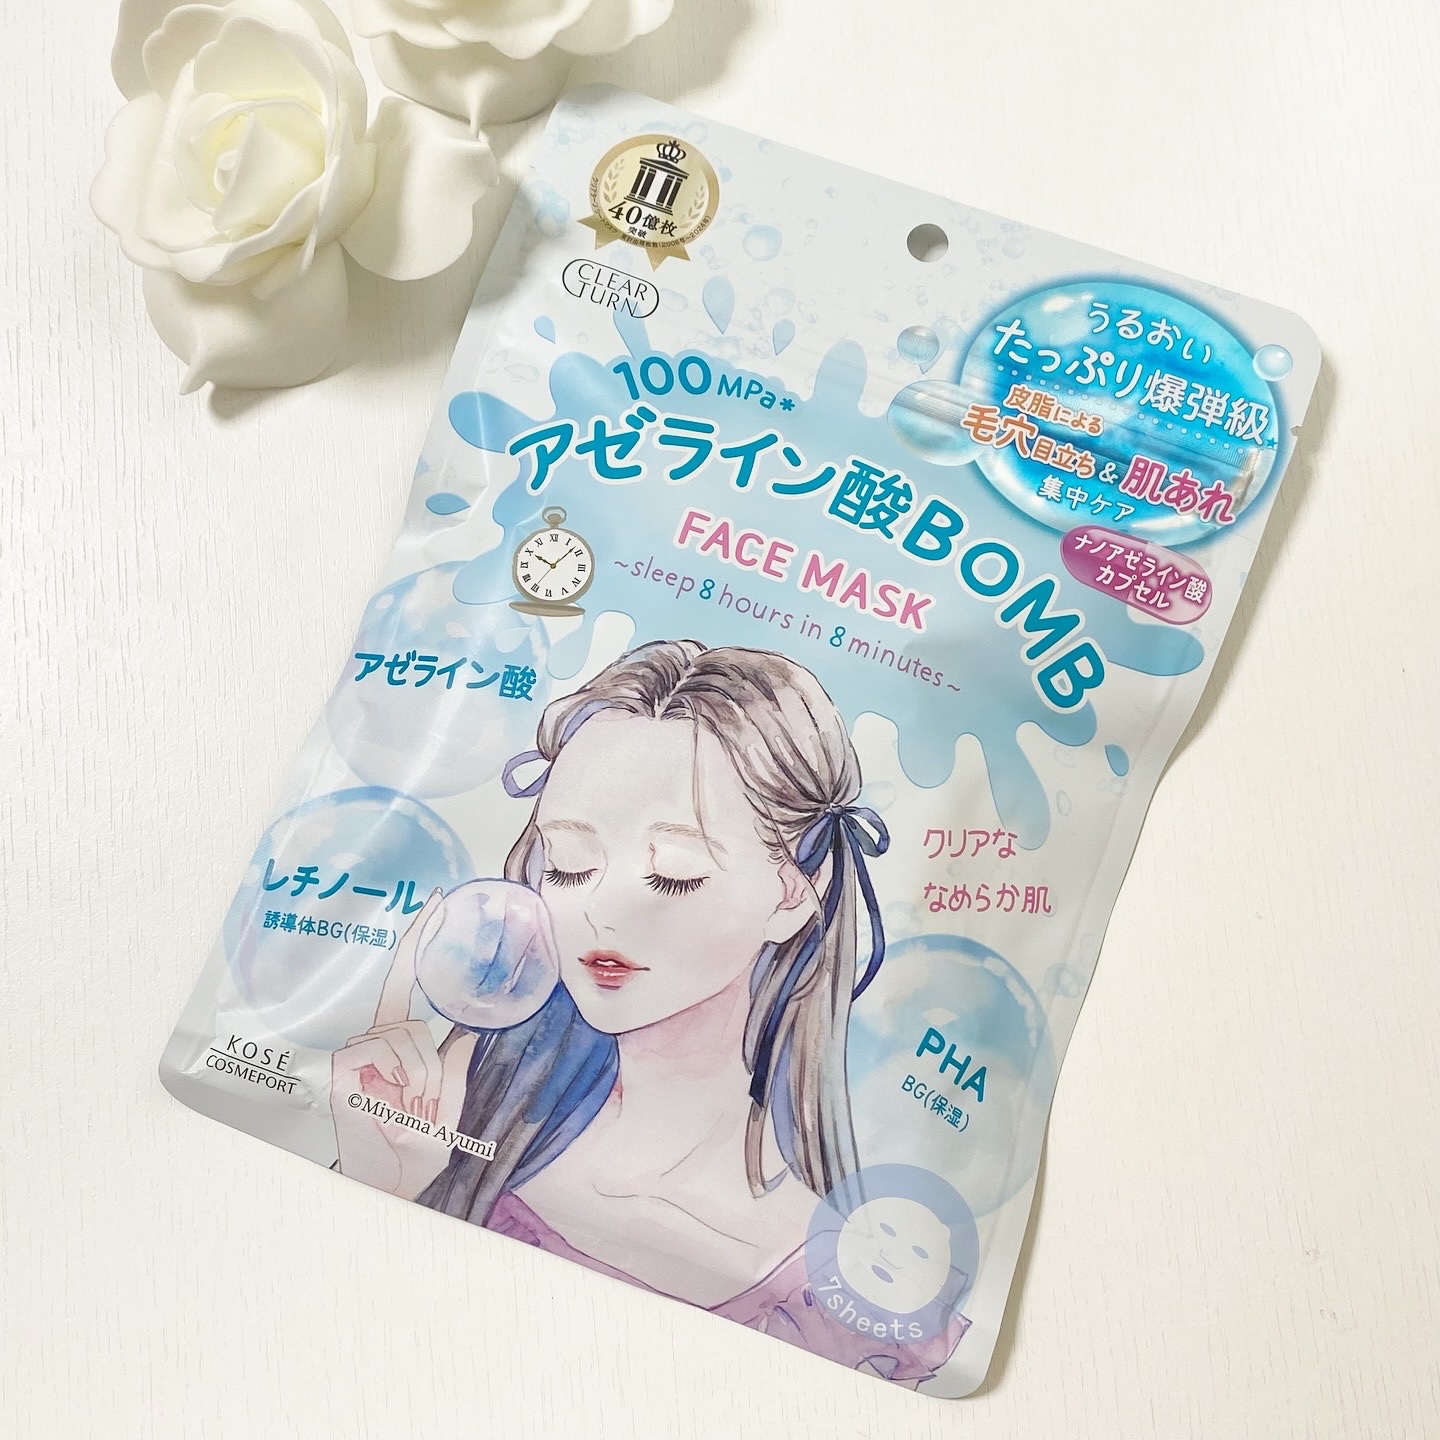 40億枚
突破
CLEAR
TURN
うるおい
たっぷり爆弾級
皮脂による
毛穴目立ち&肌あれ
集中ケア
ナノアゼライン酸
カプセル
100MPa*
アゼライン酸BOMB
FACE MASK
~sleep 8 hours in 8 minutes~
アゼライン酸
レチノール
誘導体BG(保湿)
クリアな
なめらか肌
PHA
BG(保湿)
KOSÉ
COSMEPORT
©Miyama Ayumi
7sheets